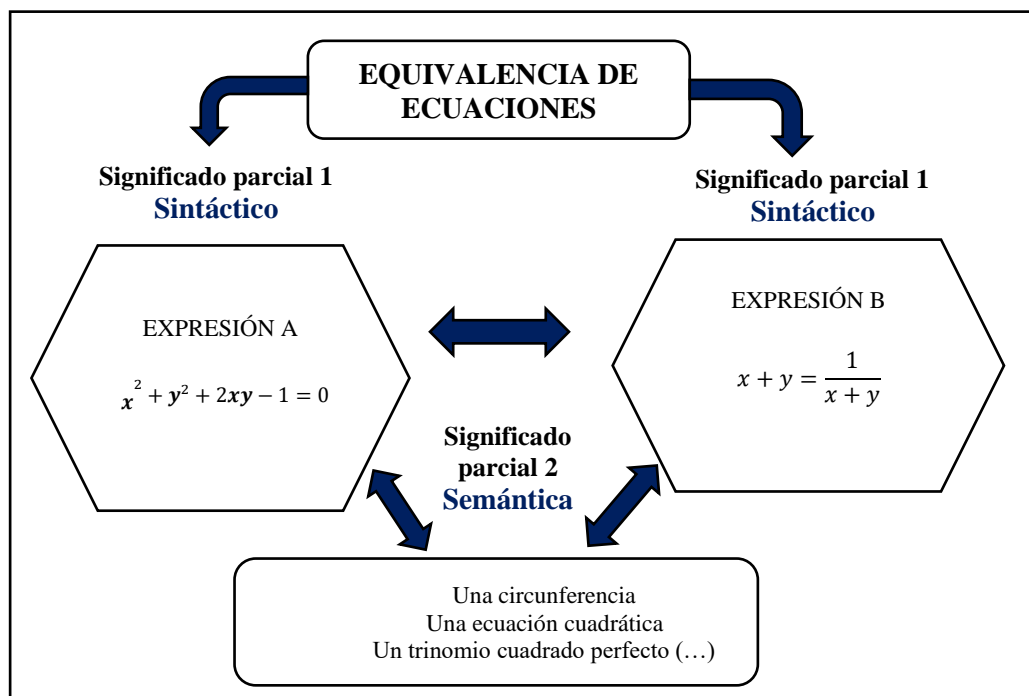 EQUIVALENCIA DE
ECUACIONES
Significado parcial 1
Sintáctico
Significado parcial 1
Sintáctico
EXPRESIÓN A
x² + y² + 2xy − 1 = 0
EXPRESIÓN B
x + y = 1 / (x + y)
Significado
parcial 2
Semántica
Una circunferencia
Una ecuación cuadrática
Un trinomio cuadrado perfecto (…)